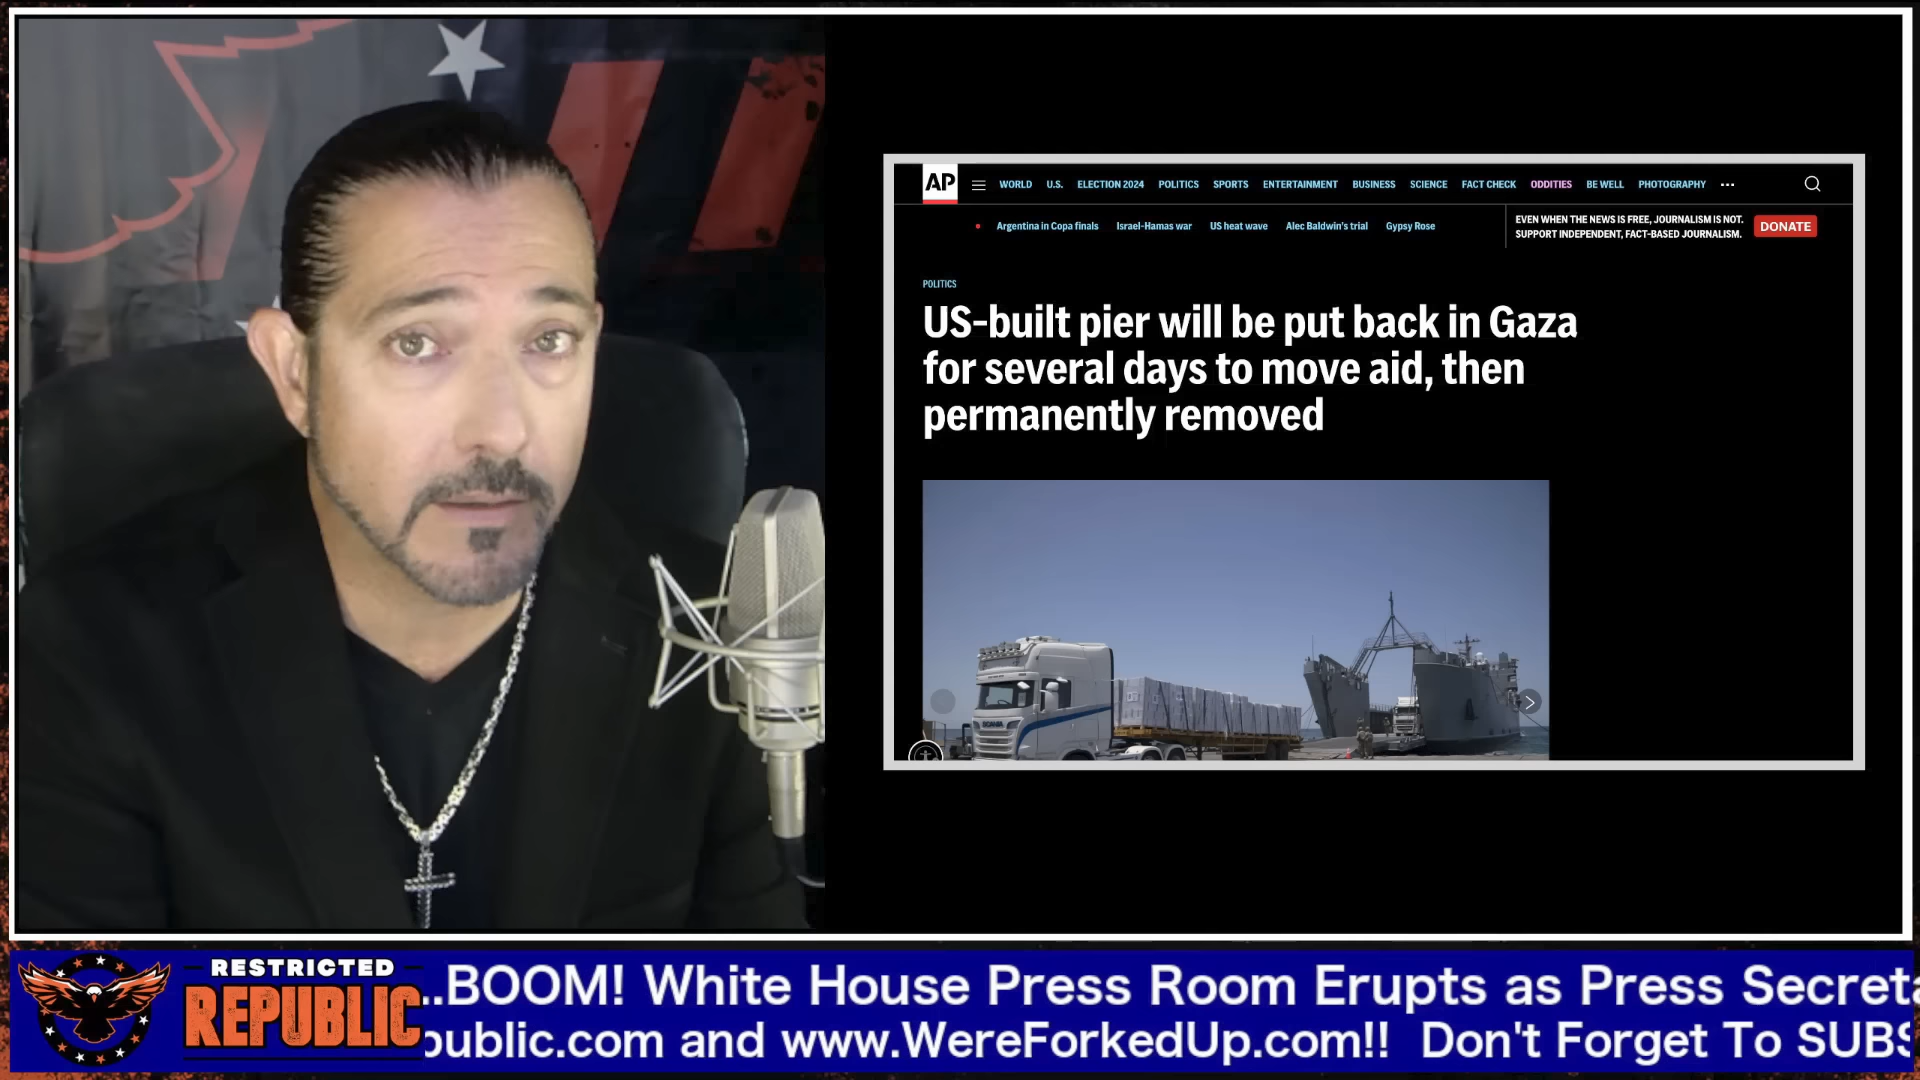 AP
WORLD U.S. ELECTION 2024 POLITICS SPORTS ENTERTAINMENT BUSINESS SCIENCE FACT CHECK ODDITIES BE WELL PHOTOGRAPHY ...
Argentina in Copa finals Israel-Hamas war US heat wave Alec Baldwin's trial Gypsy Rose
EVEN WHEN THE NEWS IS FREE, JOURNALISM IS NOT.
SUPPORT INDEPENDENT, FACT-BASED JOURNALISM.
DONATE
POLITICS
US-built pier will be put back in Gaza
for several days to move aid, then
permanently removed
SCANIA
RESTRICTED
REPUBLIC
..BOOM! White House Press Room Erupts as Press Secreta
public.com and www.WereForkedUp.com!! Don't Forget To SUBS